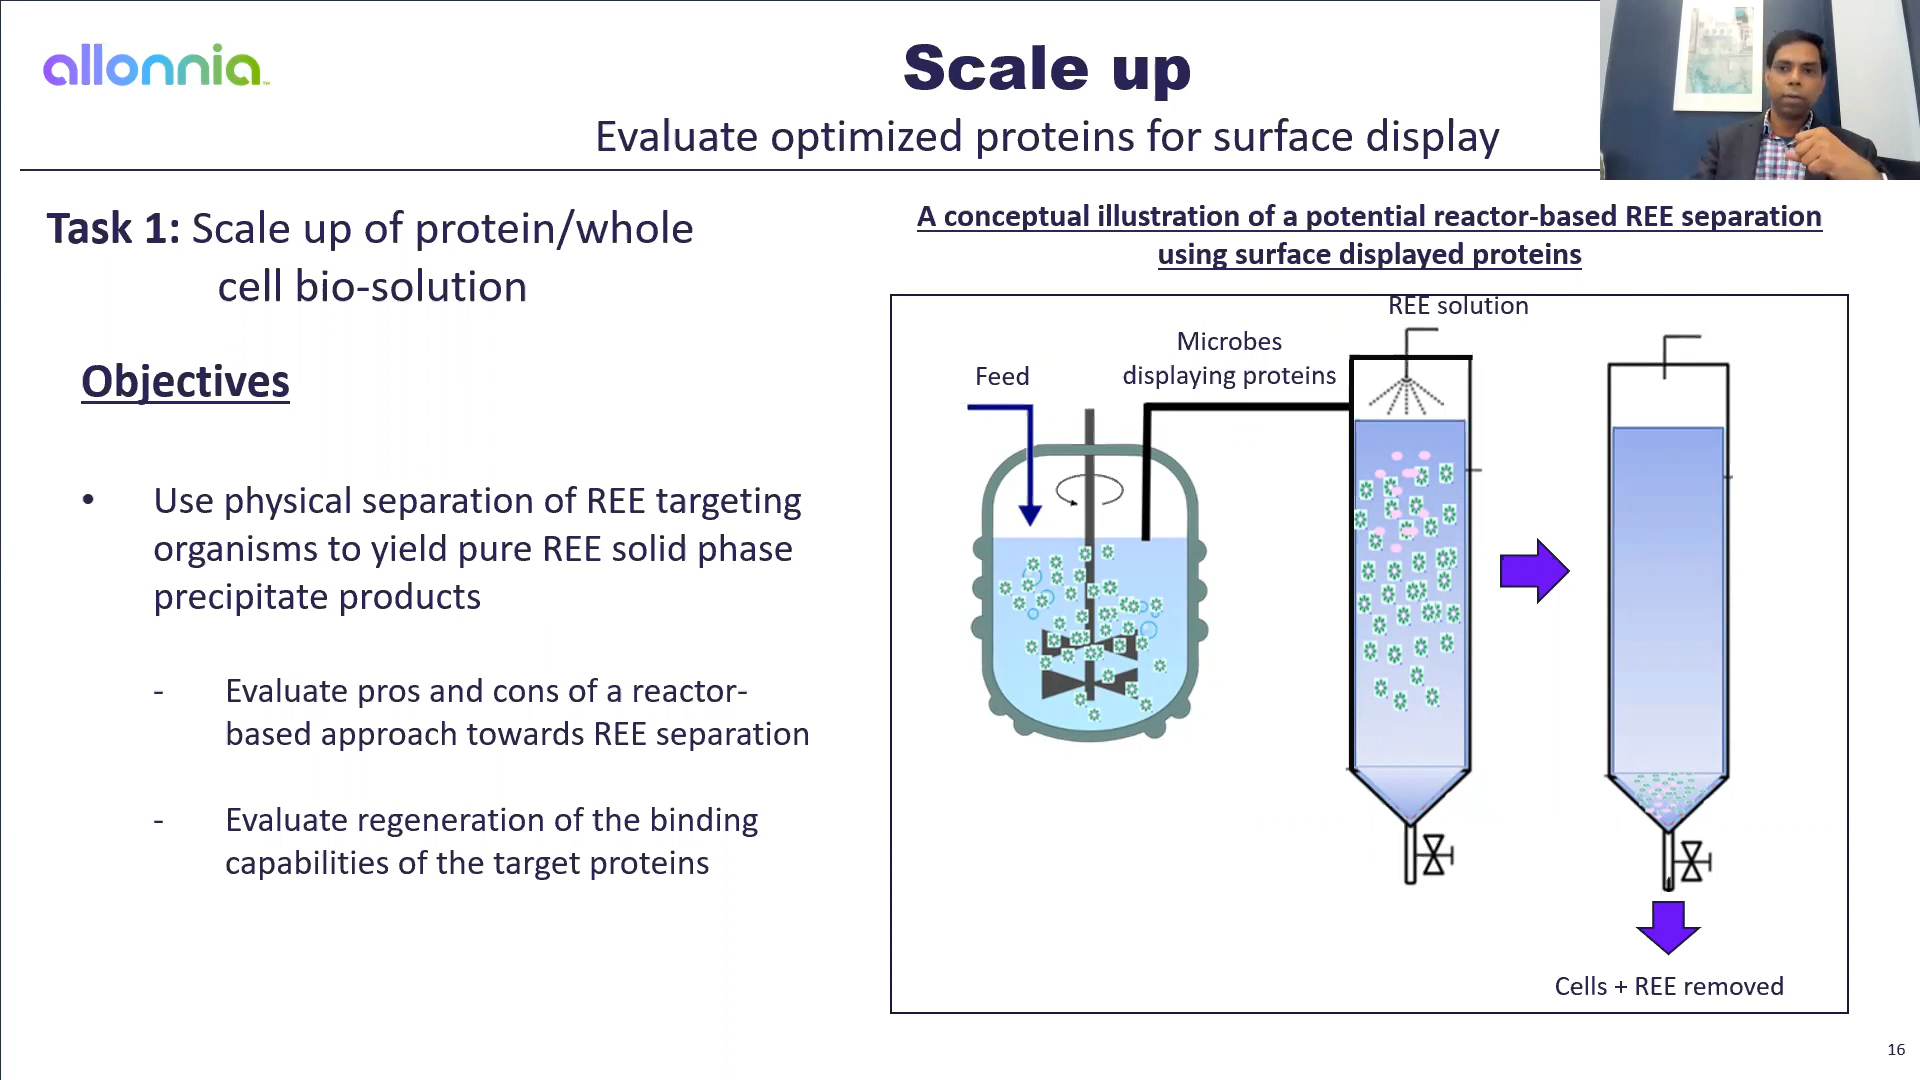 allonnia
Scale up
Evaluate optimized proteins for surface display
Task 1: Scale up of protein/whole
cell bio-solution
Objectives
• Use physical separation of REE targeting
organisms to yield pure REE solid phase
precipitate products
- Evaluate pros and cons of a reactor-
based approach towards REE separation
- Evaluate regeneration of the binding
capabilities of the target proteins
A conceptual illustration of a potential reactor-based REE separation
using surface displayed proteins
REE solution
Microbes
displaying proteins
Feed
Cells + REE removed
16